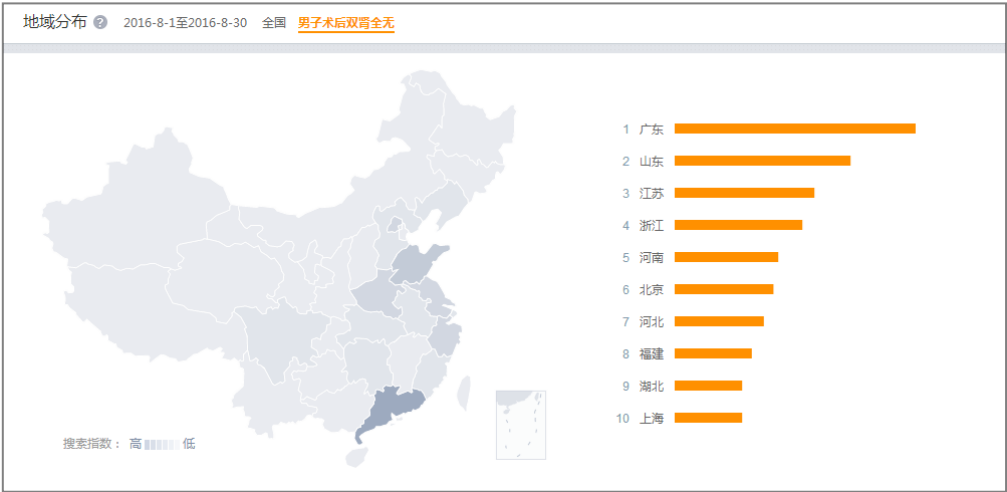 地域分布 ? 2016-8-1至2016-8-30 全国 男子术后双肾全无
1 广东
2 山东
3 江苏
4 浙江
5 河南
6 北京
7 河北
8 福建
9 湖北
10 上海
搜索指数： 高 低